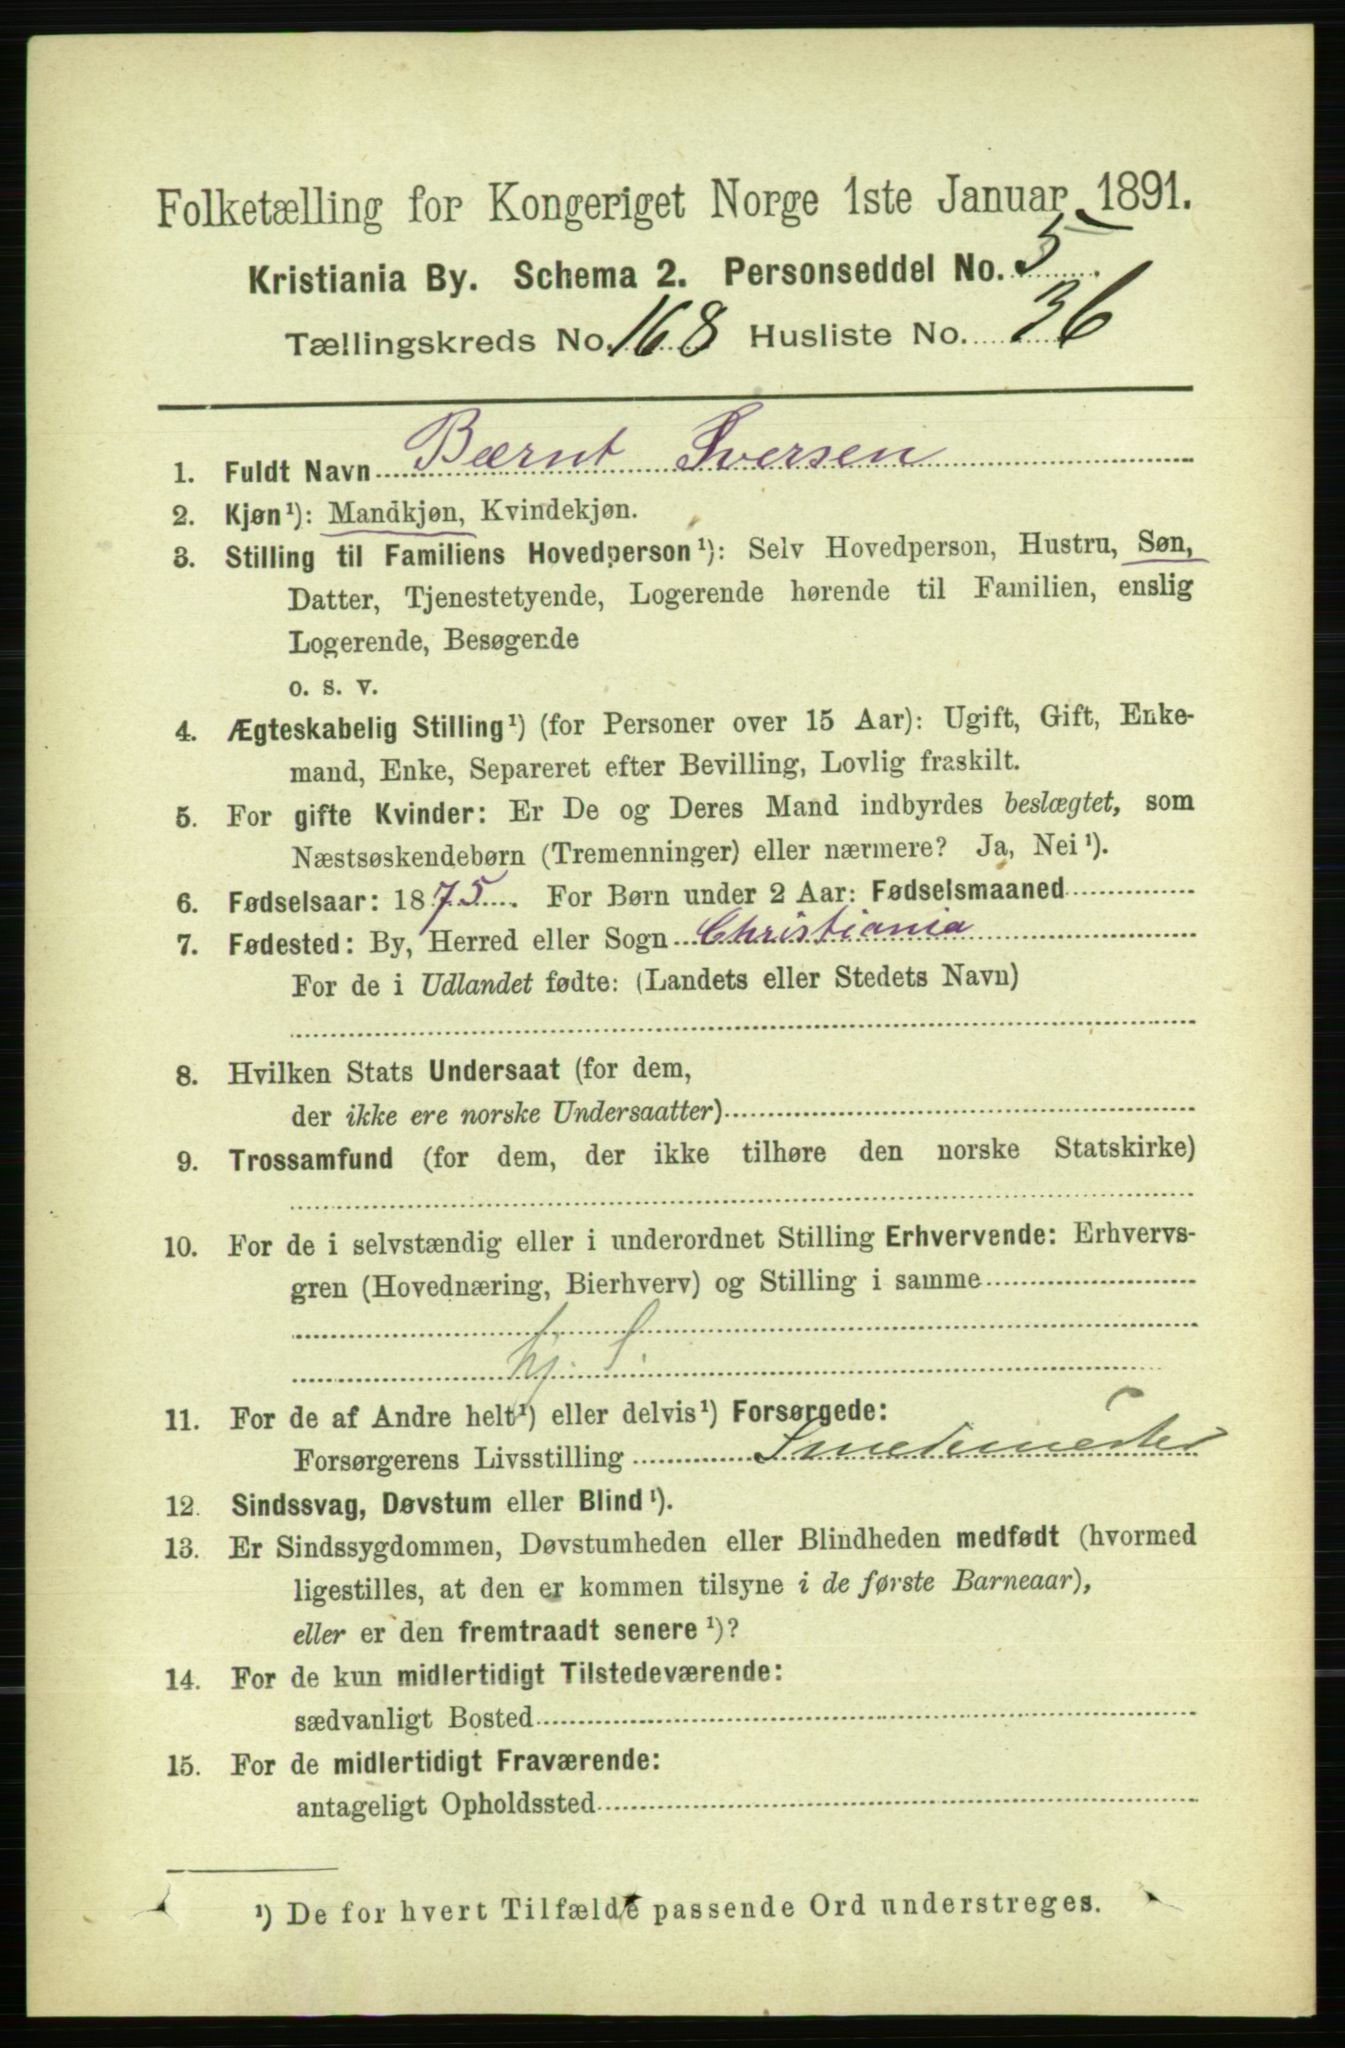 Folketælling for Kongeriget Norge 1ste Januar 1891.
Kristiania By. Schema 2. Personseddel No. 5
Tællingskreds No. 168 Husliste No. 36
1. Fuldt Navn Bernt Iversen
2. Kjøn¹): Mandkjøn, Kvindekjøn.
3. Stilling til Familiens Hovedperson¹): Selv Hovedperson, Hustru, Søn,
Datter, Tjenestetyende, Logerende hørende til Familien, enslig
Logerende, Besøgende
o. s. v.
4. Ægteskabelig Stilling¹) (for Personer over 15 Aar): Ugift, Gift, Enke-
mand, Enke, Separeret efter Bevilling, Lovlig fraskilt.
5. For gifte Kvinder: Er De og Deres Mand indbyrdes beslægtet, som
Næstsøskendebørn (Tremenninger) eller nærmere? Ja, Nei¹).
6. Fødselsaar: 1875. For Børn under 2 Aar: Fødselsmaaned
7. Fødested: By, Herred eller Sogn Christiania
For de i Udlandet fødte: (Landets eller Stedets Navn)
8. Hvilken Stats Undersaat (for dem,
der ikke ere norske Undersaatter)
9. Trossamfund (for dem, der ikke tilhøre den norske Statskirke)
10. For de i selvstændig eller i underordnet Stilling Erhvervende: Erhvervs-
gren (Hovednæring, Bierhverv) og Stilling i samme
11. For de af Andre helt¹) eller delvis¹) Forsørgede:
Forsørgerens Livsstilling Smedemester
12. Sindssvag, Døvstum eller Blind¹).
13. Er Sindssygdommen, Døvstumheden eller Blindheden medfødt (hvormed
ligestilles, at den er kommen tilsyne i de første Barneaar),
eller er den fremtraadt senere¹)?
14. For de kun midlertidigt Tilstedeværende:
sædvanligt Bosted
15. For de midlertidigt Fraværende:
antageligt Opholdssted
¹) De for hvert Tilfælde passende Ord understreges.